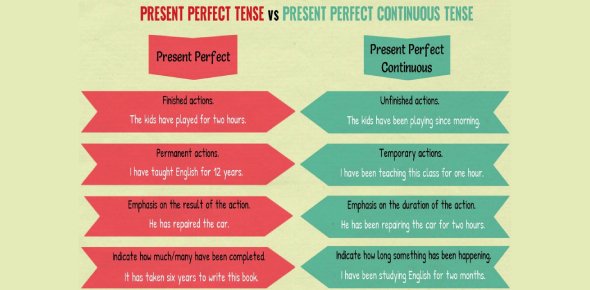 PRESENT PERFECT TENSE vs PRESENT PERFECT CONTINUOUS TENSE
Present Perfect
Present Perfect
Continuous
Finished actions.
The kids have played for two hours.
Unfinished actions.
The kids have been playing since morning.
Permanent actions.
I have taught English for 12 years.
Temporary actions.
I have been teaching this class for one hour.
Emphasis on the result of the action.
He has repaired the car.
Emphasis on the duration of the action.
He has been repairing the car for two hours.
Indicate how much/many have been completed.
It has taken six years to write this book.
Indicate how long something has been happening.
I have been studying English for two months.